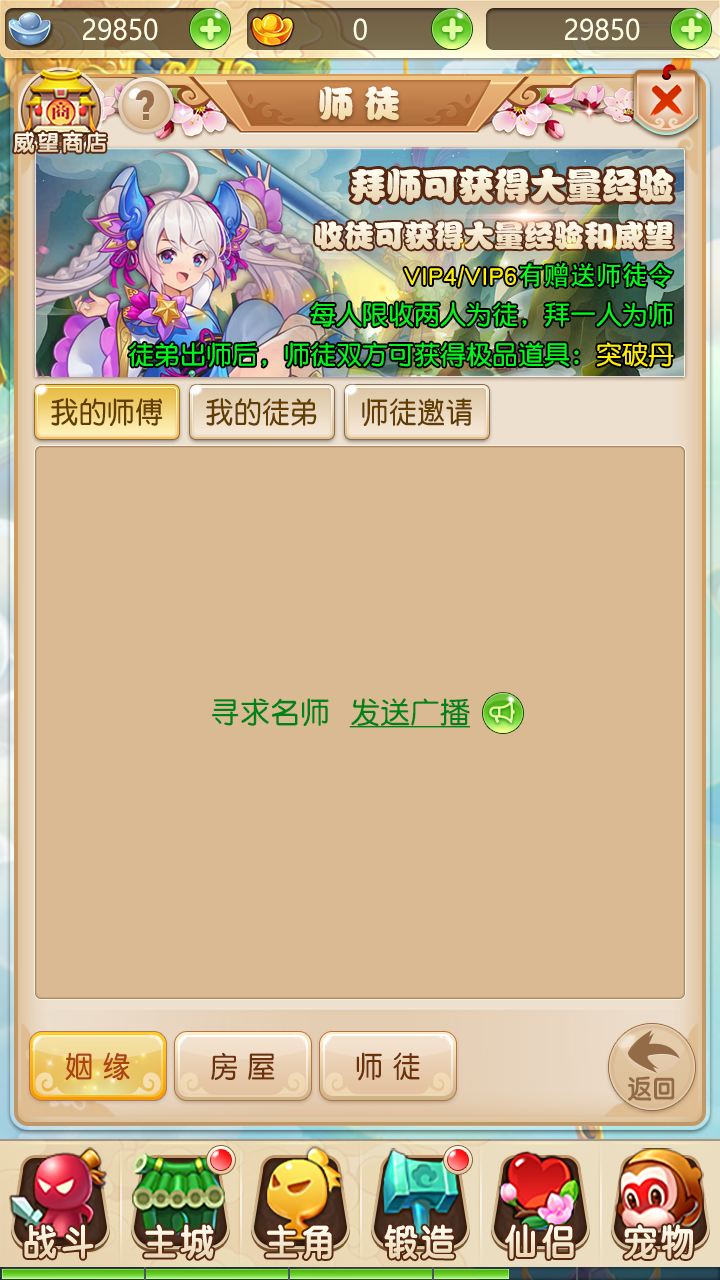 29850 0 29850
师徒
?
商
威望商店
拜师可获得大量经验
收徒可获得大量经验和威望
VIP4/VIP6有赠送师徒令
每人限收两人为徒，拜一人为师
徒弟出师后，师徒双方可获得极品道具：突破丹
我的师傅 我的徒弟 师徒邀请
寻求名师 发送广播
姻缘 房屋 师徒 返回
战斗 主城 主角 锻造 仙侣 宠物